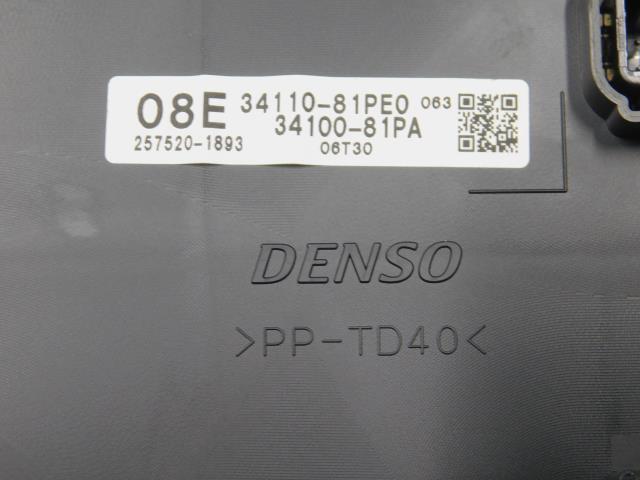 08E 34110-81PE0 063
34100-81PA
257520-1893 06T30
DENSO
>PP-TD40<